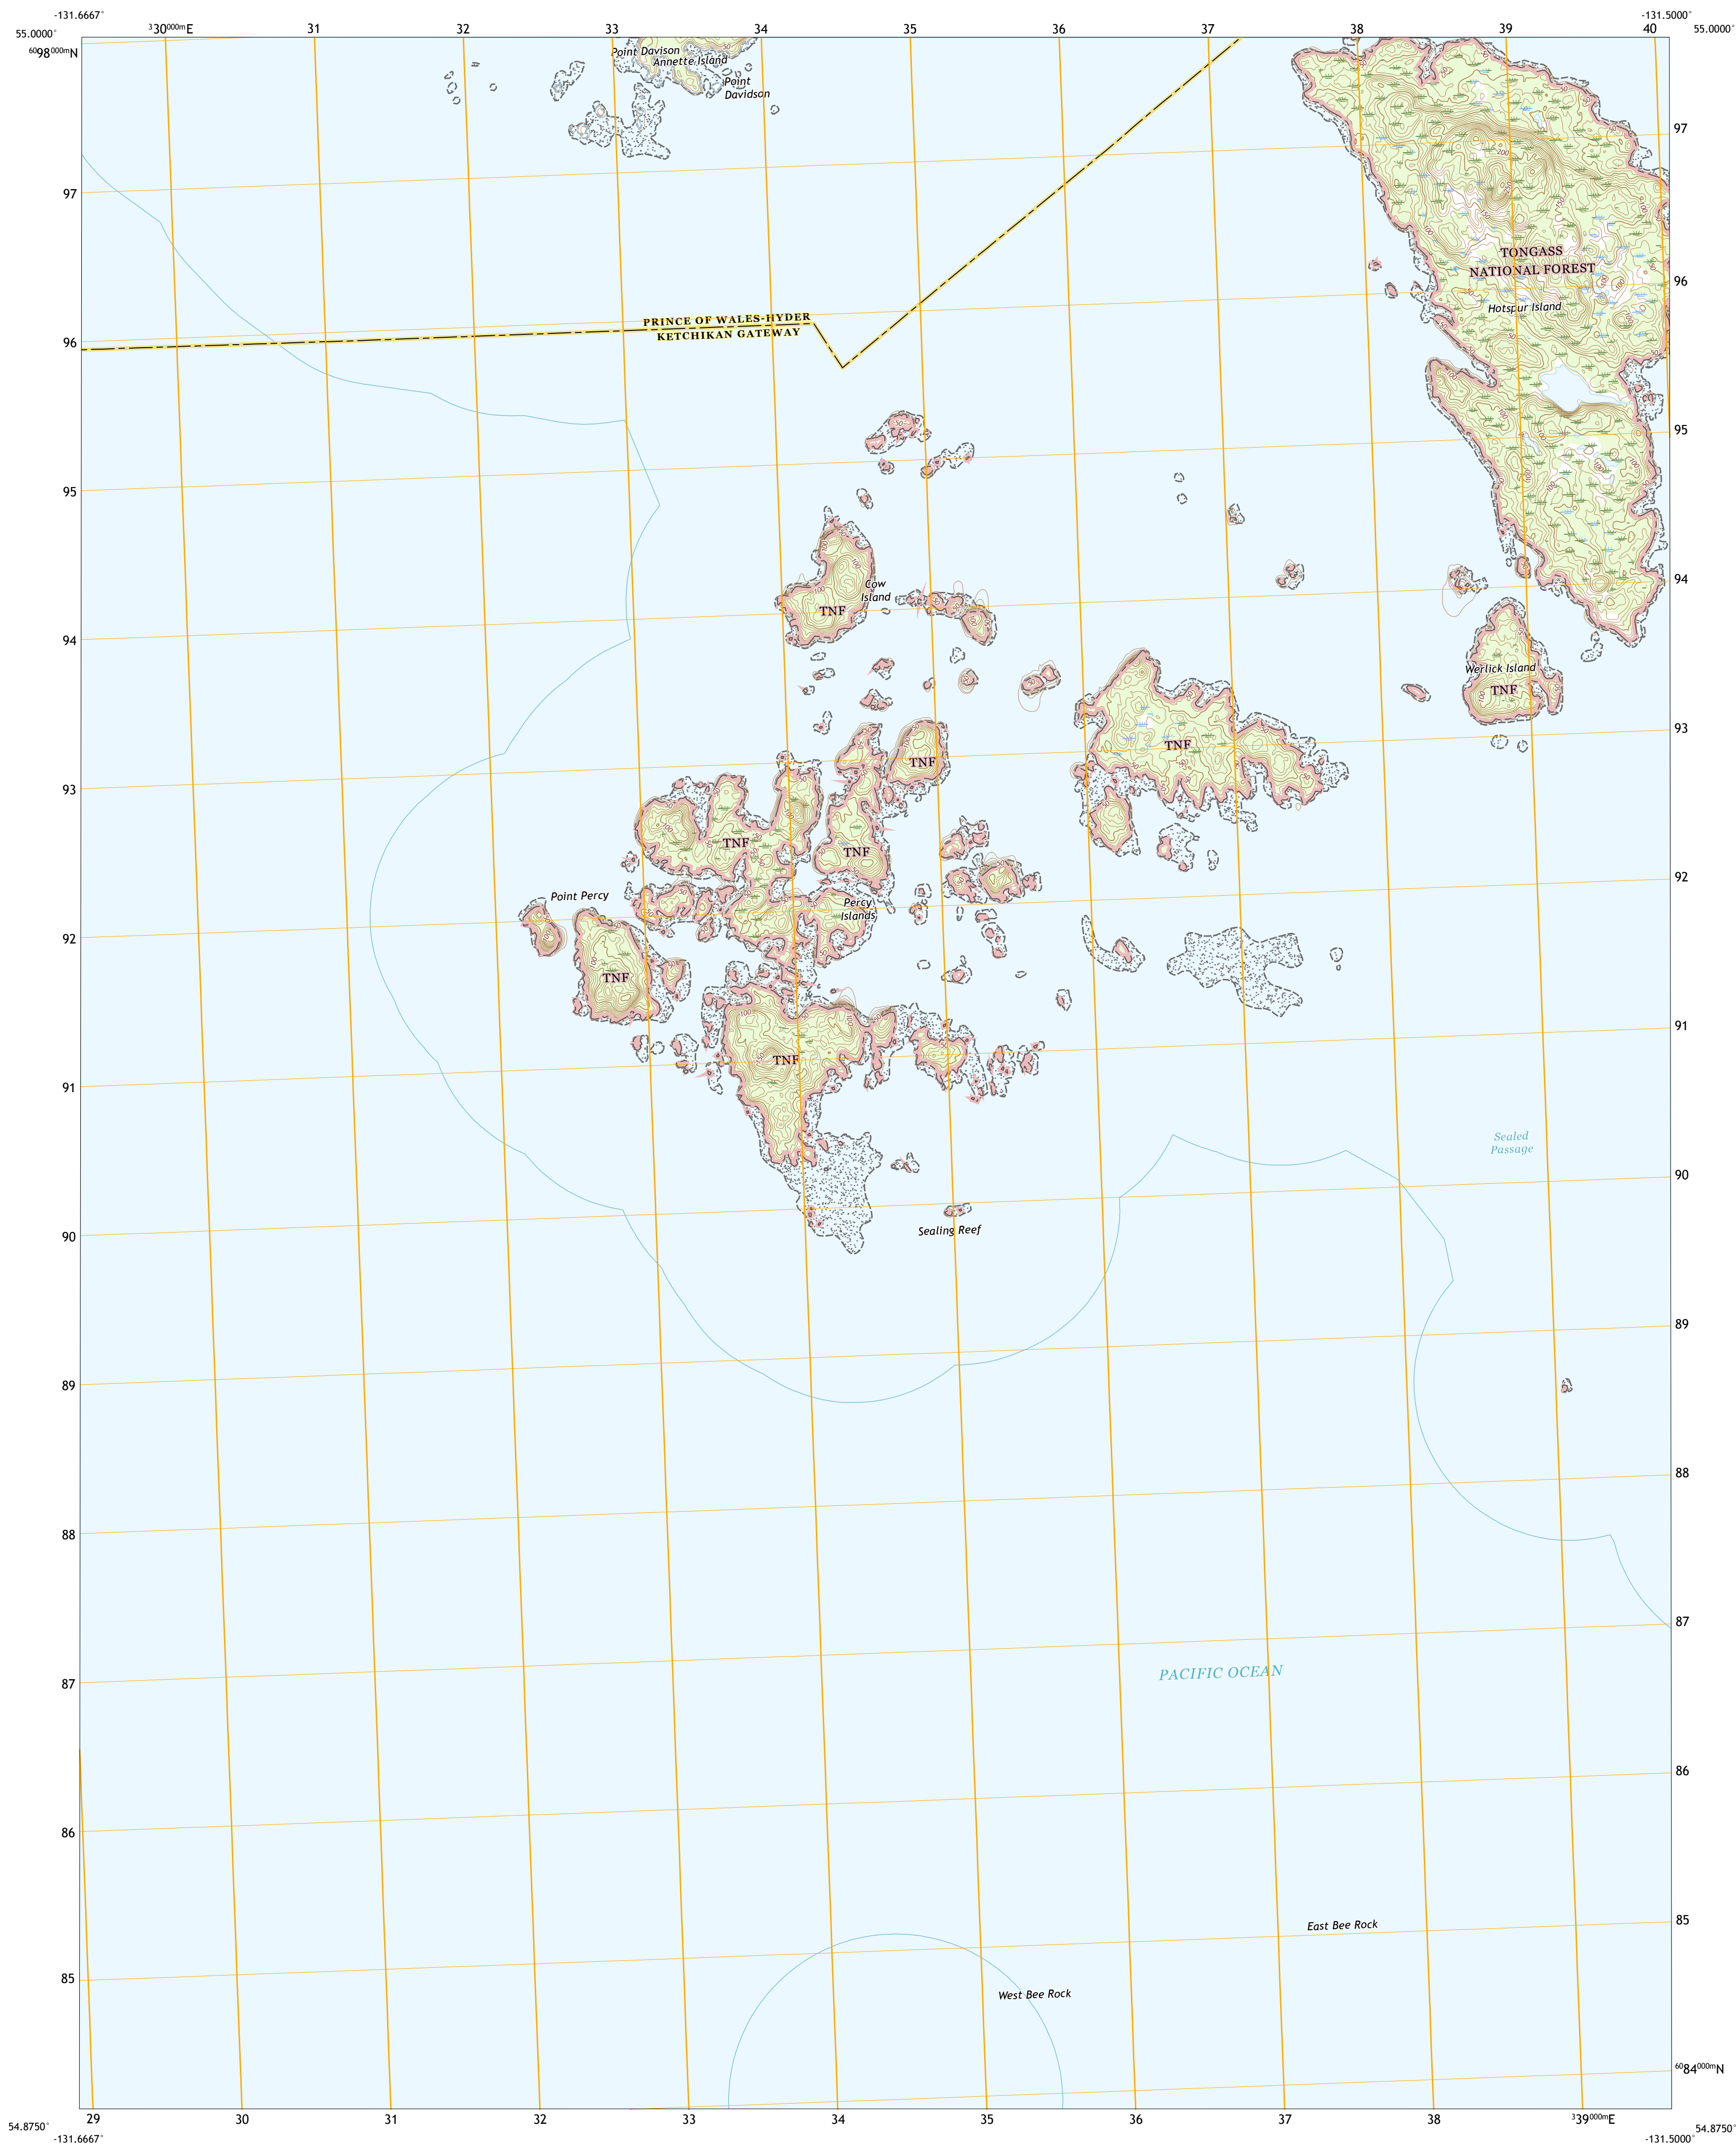 -131.6667°
-131.5000°
55.0000°
55.0000°
330000mE 31 32 33 34 35 36 37 38 39 40
6098000mN
Point Davison
Annette Island
Point
Davidson
97
97
TONGASS
NATIONAL FOREST
Hotspur Island
96
96
PRINCE OF WALES-HYDER
KETCHIKAN GATEWAY
95
95
94
94
Cow
Island
TNF
Werlick Island
TNF
93
93
TNF
TNF
TNF
TNF
92
92
Point Percy
Percy
Islands
TNF
91
91
TNF
Sealed
Passage
90
90
Sealing Reef
89
89
88
88
87
87
PACIFIC OCEAN
86
86
85
85
East Bee Rock
West Bee Rock
6084000mN
29 30 31 32 33 34 35 36 37 38 339000mE
54.8750°
54.8750°
-131.6667°
-131.5000°